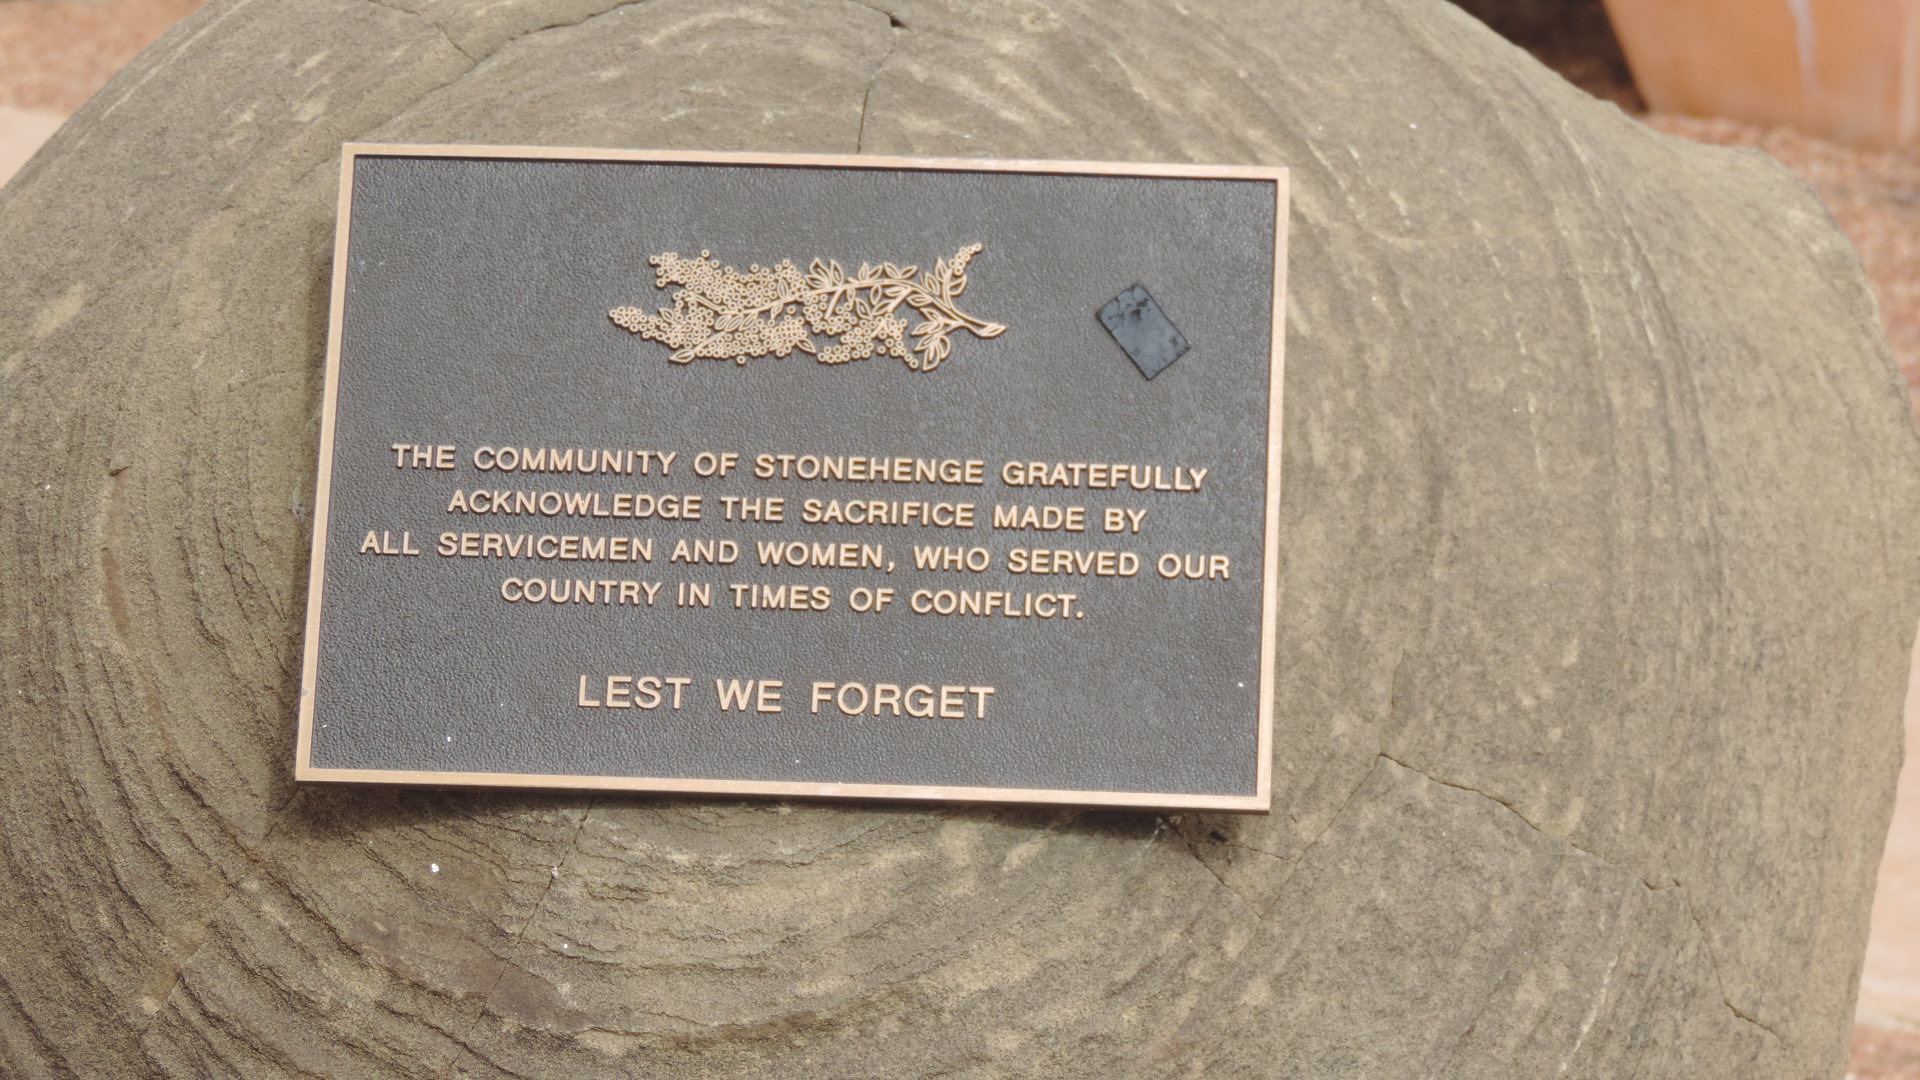 THE COMMUNITY OF STONEHENGE GRATEFULLY
ACKNOWLEDGE THE SACRIFICE MADE BY
ALL SERVICEMEN AND WOMEN, WHO SERVED OUR
COUNTRY IN TIMES OF CONFLICT.
LEST WE FORGET